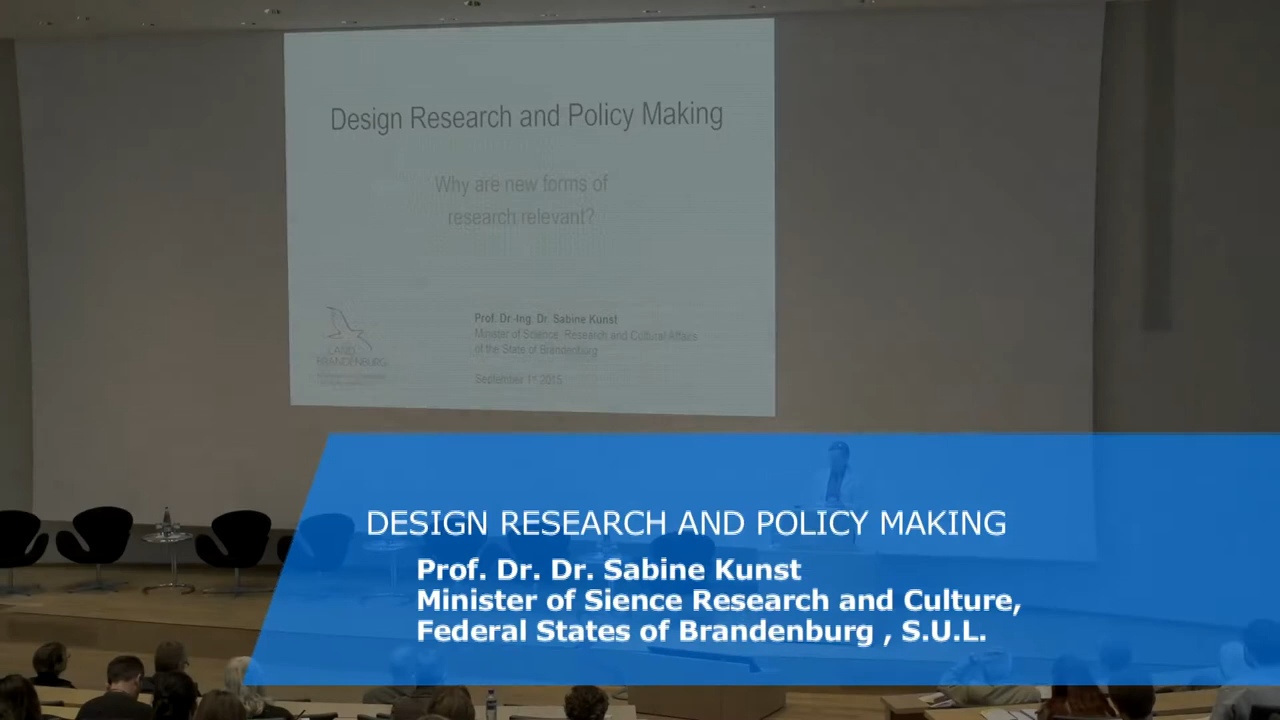 Design Research and Policy Making
Why are new forms of
research relevant?
Prof. Dr.-Ing. Dr. Sabine Kunst
Minister of Science, Research and Cultural Affairs
of the State of Brandenburg
September 1st 2015
LAND
BRANDENBURG
DESIGN RESEARCH AND POLICY MAKING
Prof. Dr. Dr. Sabine Kunst
Minister of Sience Research and Culture,
Federal States of Brandenburg , S.U.L.